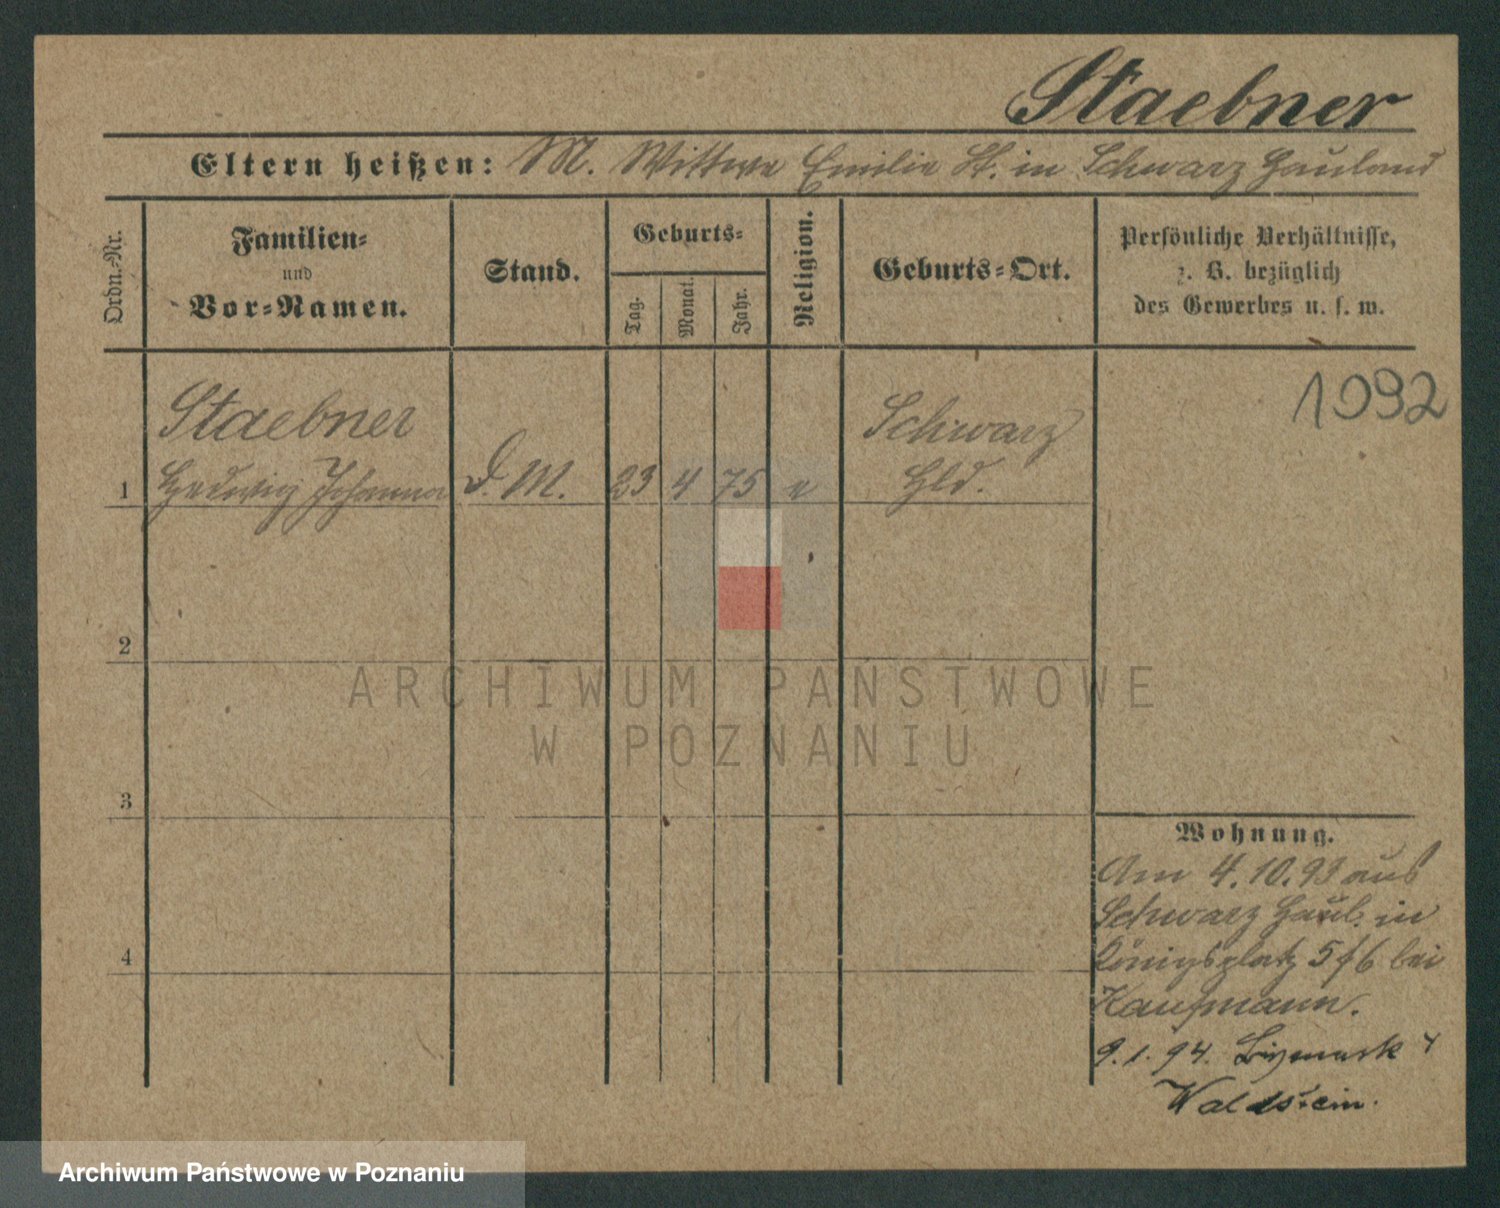 Staebner
Eltern heißen: M. Wittwe Emilie St. in Schwarz Hauland
Ordn.-Nr.
Familien-
und
Vor-Namen.
Stand.
Geburts-
Tag.
Monat.
Jahr.
Religion.
Geburts-Ort.
Persönliche Verhältnisse,
z. B. bezüglich
des Gewerbes u. s. w.
1092
Staebner
Schwarz
1 Hedwig Johanna D. M. 23 4 75 e Hld.
2
ARCHIWUM PAŃSTWOWE
W POZNANIU
3
Wohnung.
Am 4.10.93 aus
Schwarz Haul. in
Königsplatz 5/6 bei
Kaufmann.
4
9.1.94. Bismark 4
Waldstein.
Archiwum Państwowe w Poznaniu